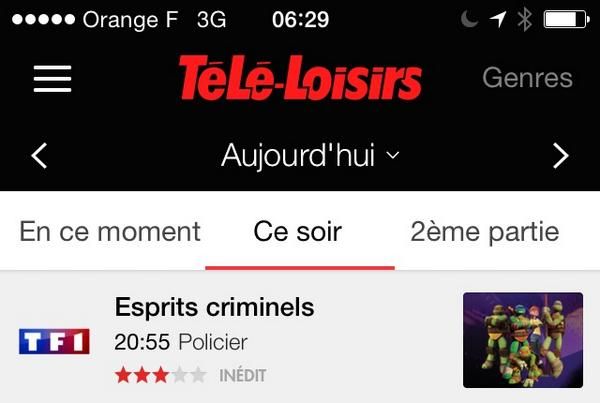 Orange F 3G 06:29
TéLé-LoisiRs Genres
Aujourd'hui
En ce moment Ce soir 2ème partie
Esprits criminels
TF1 20:55 Policier
INÉDIT